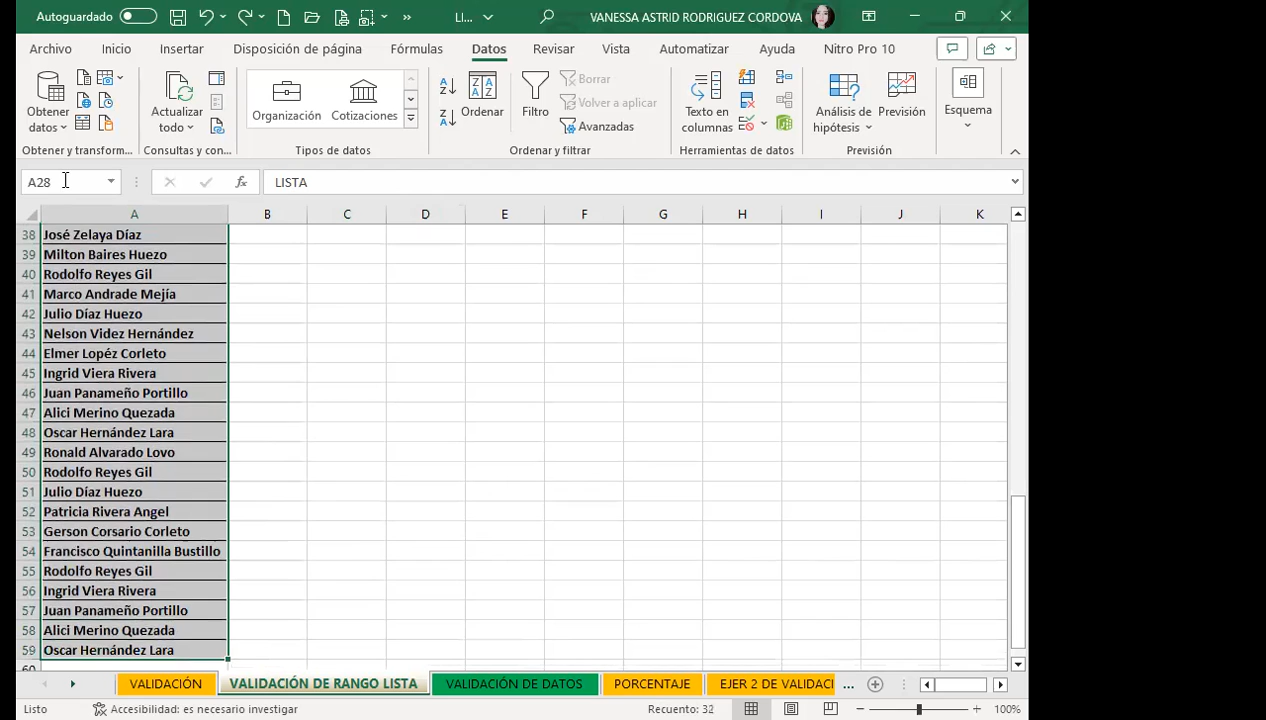 Autoguardado
LI...
VANESSA ASTRID RODRIGUEZ CORDOVA
Archivo Inicio Insertar Disposición de página Fórmulas Datos Revisar Vista Automatizar Ayuda Nitro Pro 10
Obtener datos
Actualizar todo
Organización
Cotizaciones
Ordenar
Filtro
Borrar
Volver a aplicar
Avanzadas
Texto en columnas
Análisis de hipótesis
Previsión
Esquema
Obtener y transform... Consultas y con... Tipos de datos Ordenar y filtrar Herramientas de datos Previsión
A28 fx LISTA
A B C D E F G H I J K
38 José Zelaya Díaz
39 Milton Baires Huezo
40 Rodolfo Reyes Gil
41 Marco Andrade Mejía
42 Julio Díaz Huezo
43 Nelson Videz Hernández
44 Elmer Lopéz Corleto
45 Ingrid Viera Rivera
46 Juan Panameño Portillo
47 Alici Merino Quezada
48 Oscar Hernández Lara
49 Ronald Alvarado Lovo
50 Rodolfo Reyes Gil
51 Julio Díaz Huezo
52 Patricia Rivera Angel
53 Gerson Corsario Corleto
54 Francisco Quintanilla Bustillo
55 Rodolfo Reyes Gil
56 Ingrid Viera Rivera
57 Juan Panameño Portillo
58 Alici Merino Quezada
59 Oscar Hernández Lara
60
VALIDACIÓN VALIDACIÓN DE RANGO LISTA VALIDACIÓN DE DATOS PORCENTAJE EJER 2 DE VALIDACI ...
Listo Accesibilidad: es necesario investigar Recuento: 32 100%